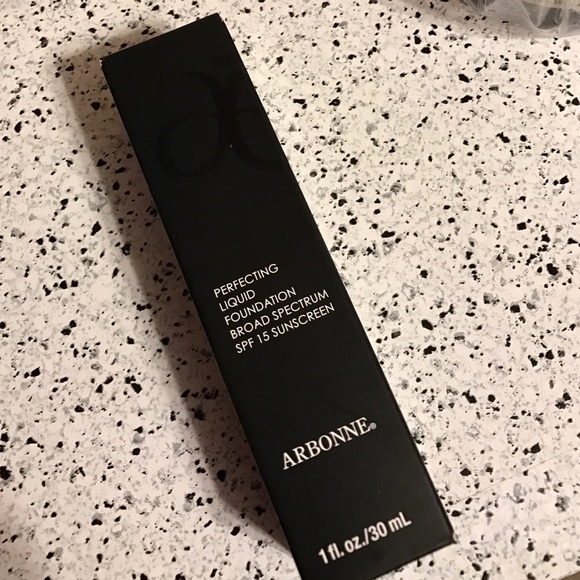 PERFECTING
LIQUID
FOUNDATION
BROAD SPECTRUM
SPF 15 SUNSCREEN
ARBONNE®
1 fl. oz./30 mL